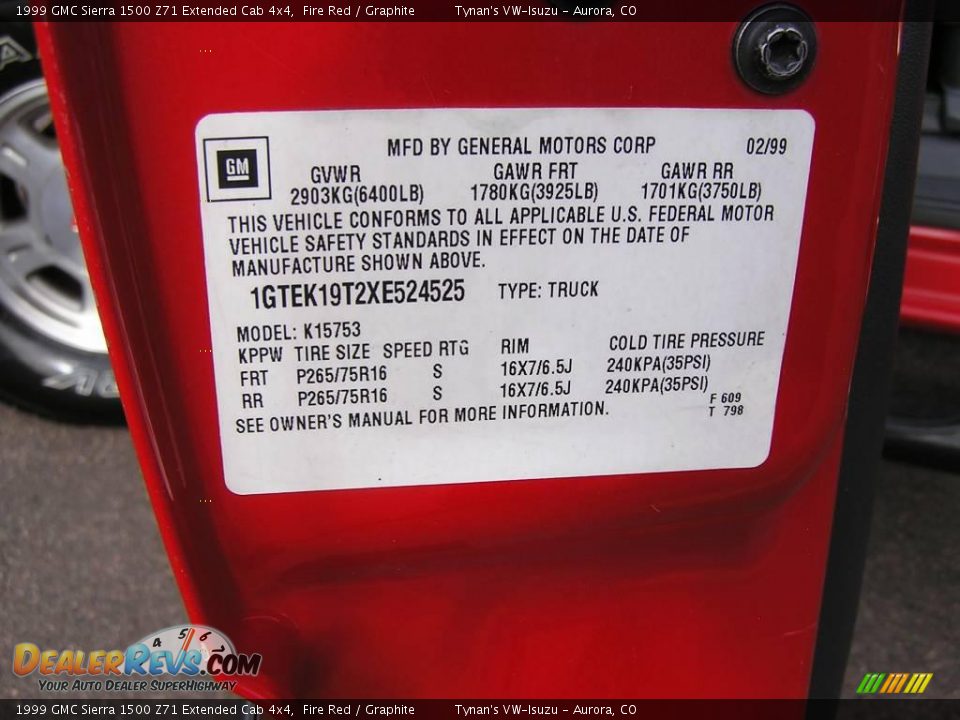 1999 GMC Sierra 1500 Z71 Extended Cab 4x4, Fire Red / Graphite Tynan's VW-Isuzu - Aurora, CO
GM
MFD BY GENERAL MOTORS CORP 02/99
GVWR GAWR FRT GAWR RR
2903KG(6400LB) 1780KG(3925LB) 1701KG(3750LB)
THIS VEHICLE CONFORMS TO ALL APPLICABLE U.S. FEDERAL MOTOR
VEHICLE SAFETY STANDARDS IN EFFECT ON THE DATE OF
MANUFACTURE SHOWN ABOVE.
1GTEK19T2XE524525 TYPE: TRUCK
MODEL: K15753
KPPW TIRE SIZE SPEED RTG RIM COLD TIRE PRESSURE
FRT P265/75R16 S 16X7/6.5J 240KPA(35PSI)
RR P265/75R16 S 16X7/6.5J 240KPA(35PSI)
SEE OWNER'S MANUAL FOR MORE INFORMATION.
F 609
T 798
4 5 6
DealerRevs.com
Your Auto Dealer SuperHighway
1999 GMC Sierra 1500 Z71 Extended Cab 4x4, Fire Red / Graphite Tynan's VW-Isuzu - Aurora, CO